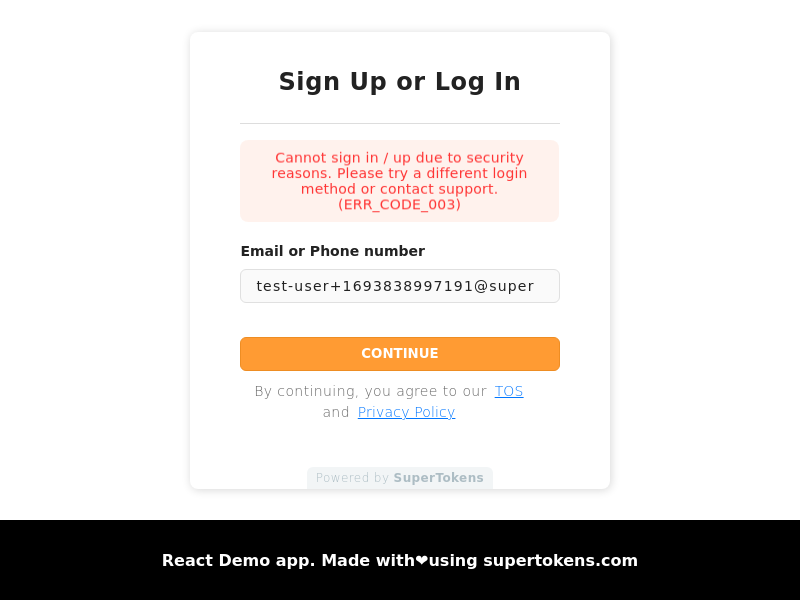 Sign Up or Log In
Cannot sign in / up due to security
reasons. Please try a different login
method or contact support.
(ERR_CODE_003)
Email or Phone number
test-user+1693838997191@super
CONTINUE
By continuing, you agree to our TOS
and Privacy Policy
Powered by SuperTokens
React Demo app. Made with❤using supertokens.com